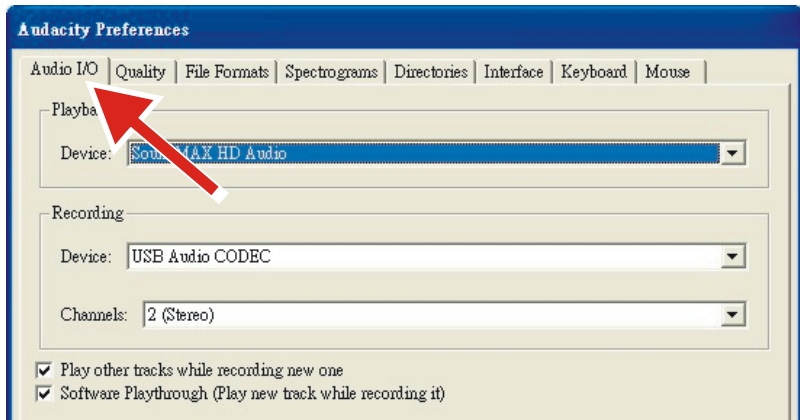 Audacity Preferences
Audio I/O Quality File Formats Spectrograms Directories Interface Keyboard Mouse
Device: HD Audio
Recording
Device: USB Audio CODEC
Channels: 2 (Stereo)
Play other tracks while recording new one
Software Playthrough (Play new track while recording it)